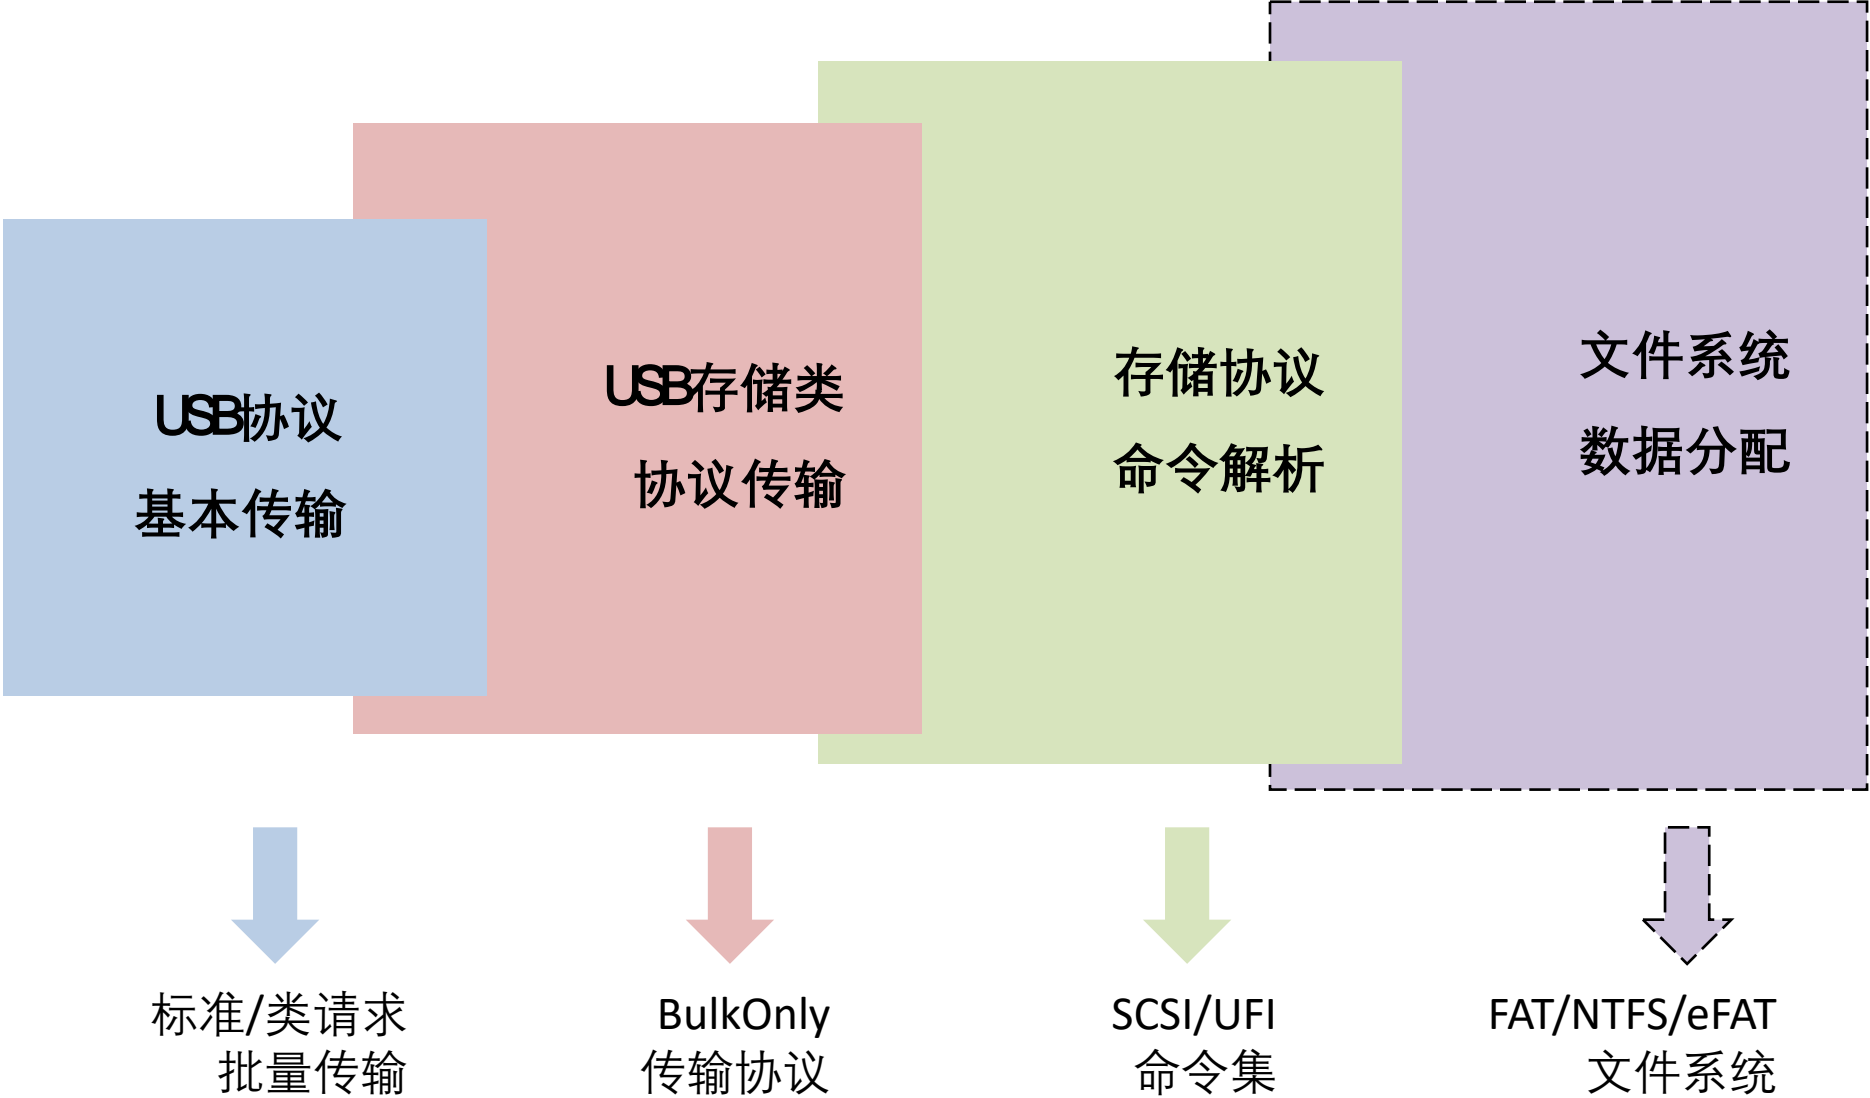 USB协议
基本传输
USB存储类
协议传输
存储协议
命令解析
文件系统
数据分配
标准/类请求
批量传输
BulkOnly
传输协议
SCSI/UFI
命令集
FAT/NTFS/eFAT
文件系统